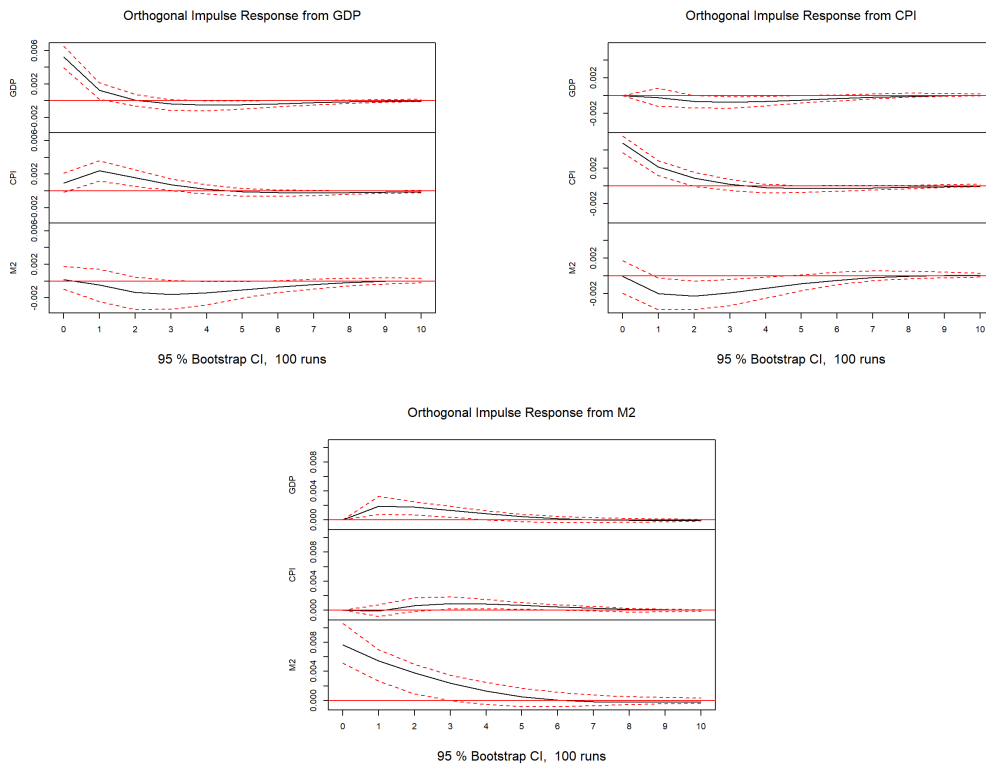 Orthogonal Impulse Response from GDP
GDP
0.006
0.002
-0.002
CPI
0.006
0.002
-0.002
M2
0.006
0.002
-0.002
0 1 2 3 4 5 6 7 8 9 10
95 % Bootstrap CI, 100 runs
Orthogonal Impulse Response from CPI
GDP
0.002
-0.002
CPI
0.002
-0.002
M2
0.002
-0.002
0 1 2 3 4 5 6 7 8 9 10
95 % Bootstrap CI, 100 runs
Orthogonal Impulse Response from M2
GDP
0.008
0.004
0.000
CPI
0.008
0.004
0.000
M2
0.008
0.004
0.000
0 1 2 3 4 5 6 7 8 9 10
95 % Bootstrap CI, 100 runs